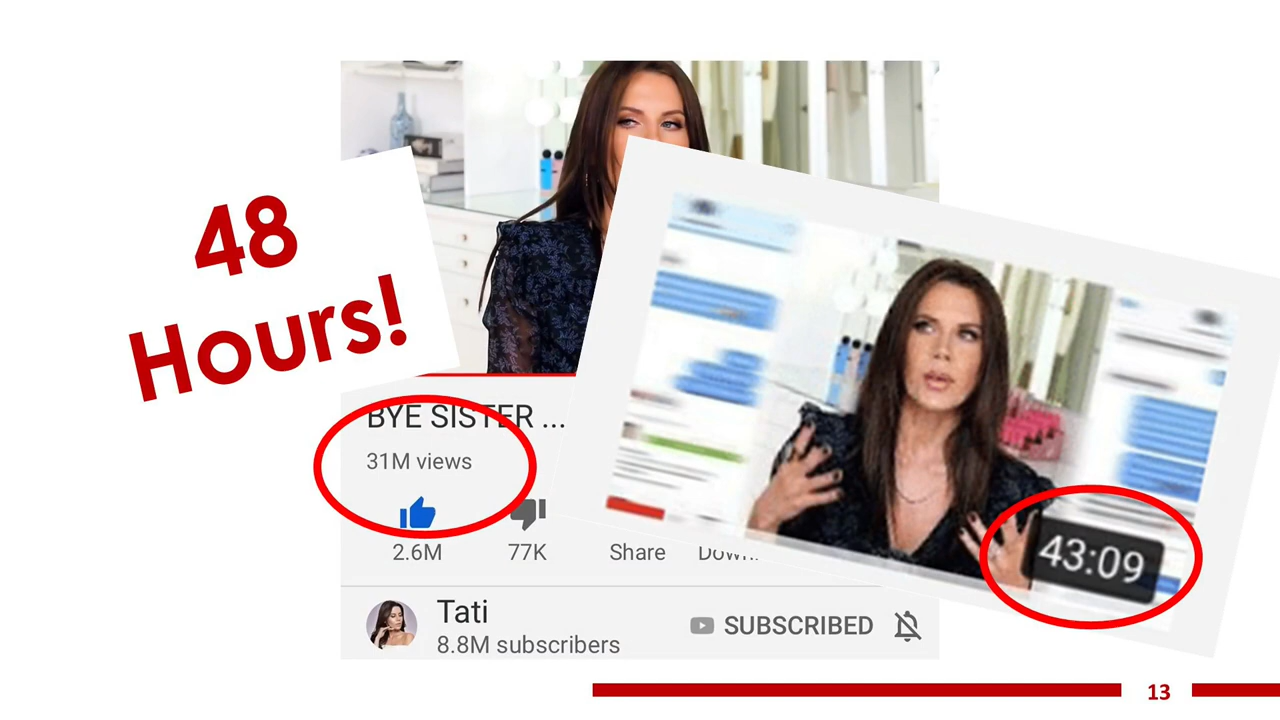 48
Hours!
BYE SISTER ...
31M views
2.6M 77K Share
43:09
Tati
8.8M subscribers
SUBSCRIBED
13